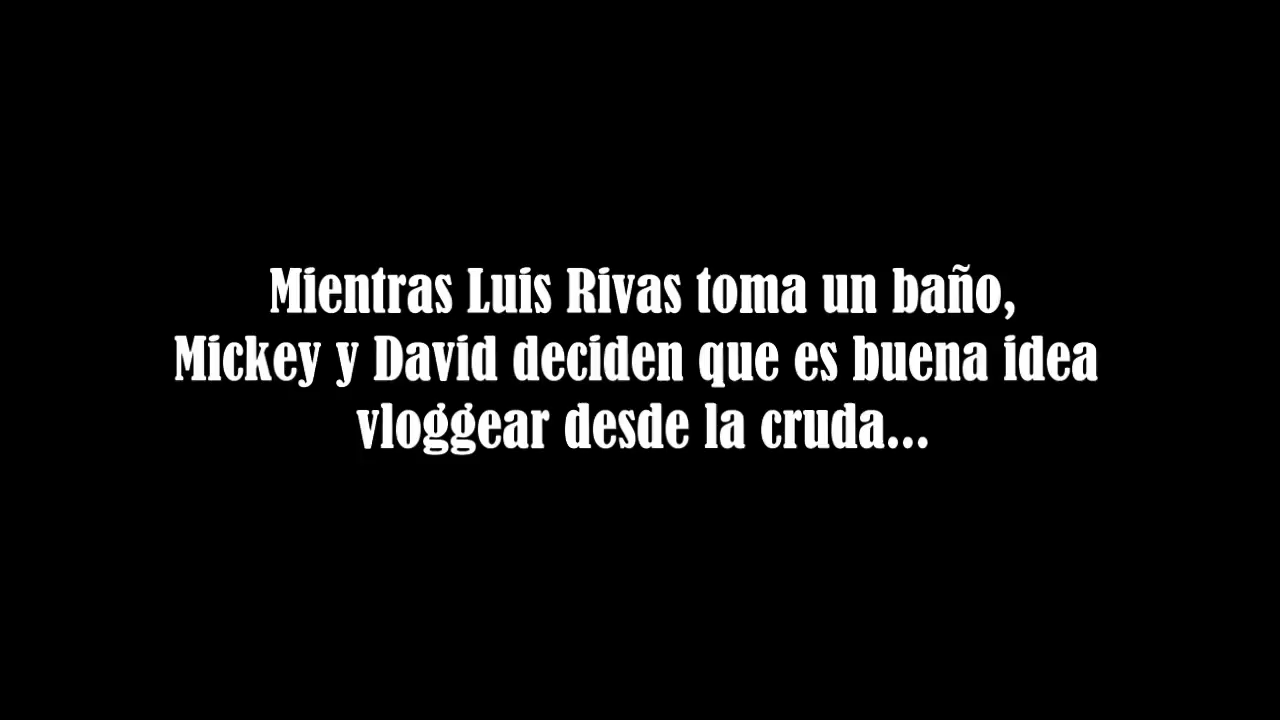 Mientras Luis Rivas toma un baño,
Mickey y David deciden que es buena idea
vloggear desde la cruda...